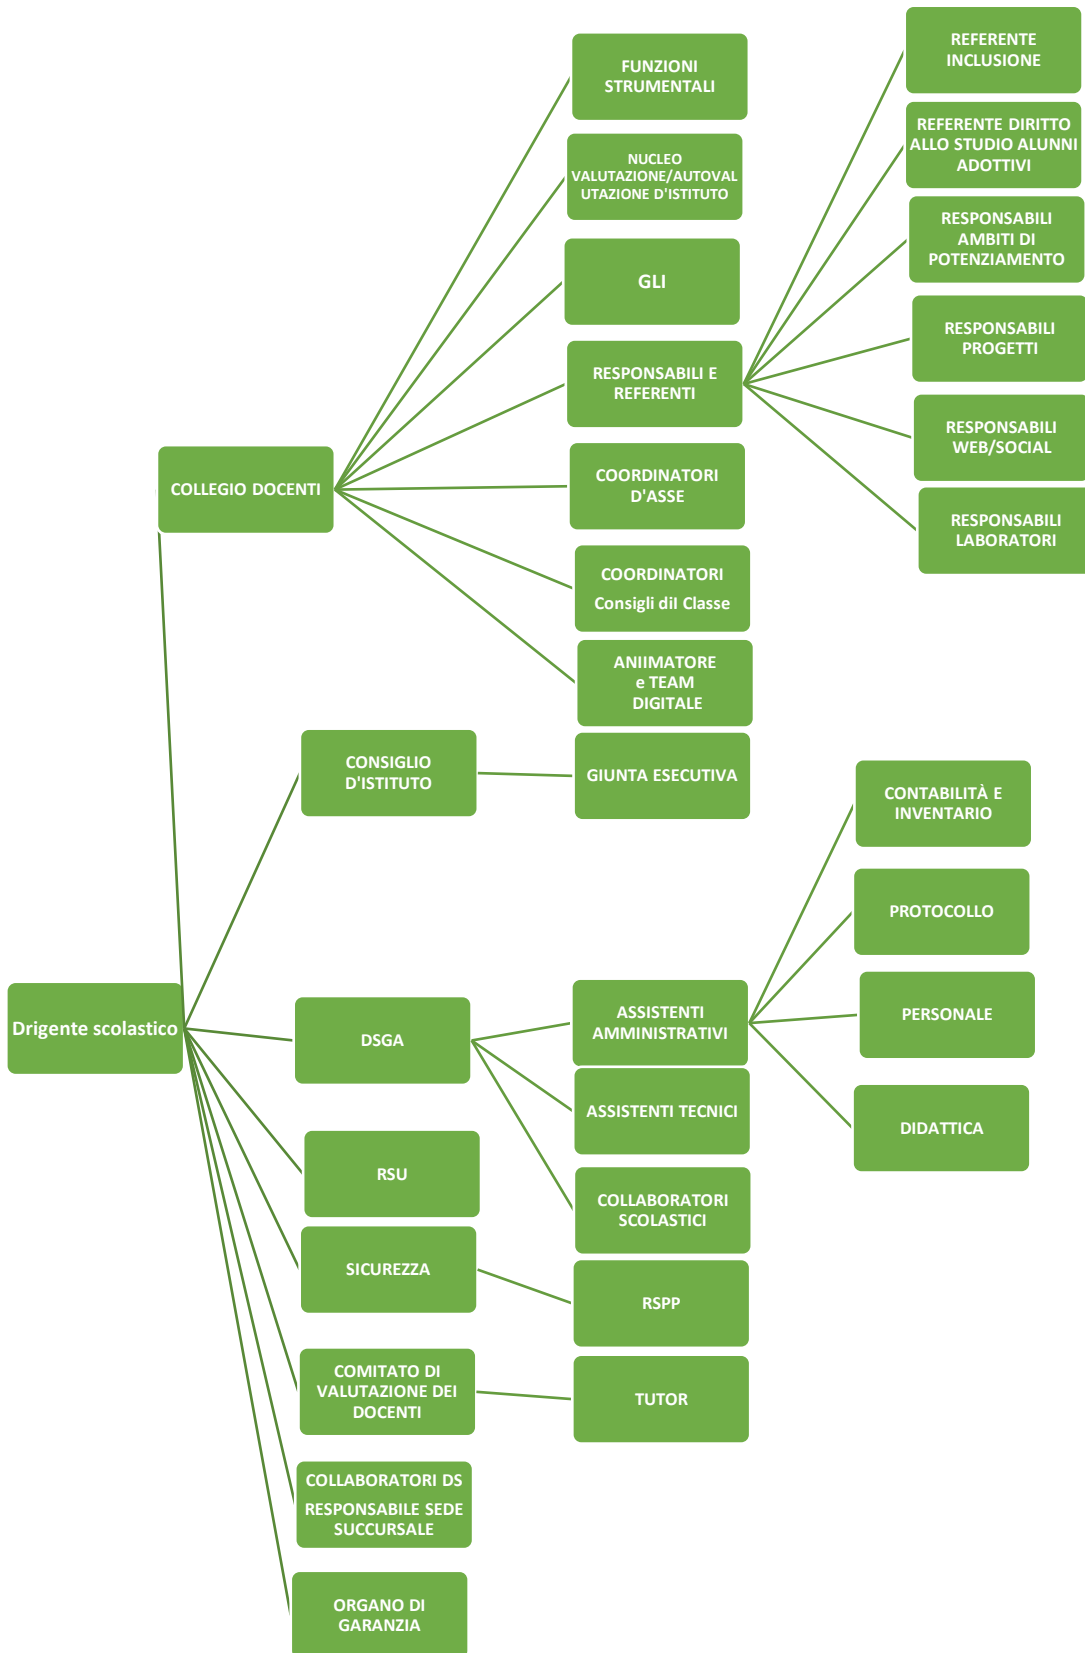 FUNZIONI
STRUMENTALI
NUCLEO
VALUTAZIONE/AUTOVAL
UTAZIONE D'ISTITUTO
GLI
RESPONSABILI E
REFERENTI
COLLEGIO DOCENTI
COORDINATORI
D'ASSE
COORDINATORI
Consigli diI Classe
ANIIMATORE
e TEAM
DIGITALE
REFERENTE
INCLUSIONE
REFERENTE DIRITTO
ALLO STUDIO ALUNNI
ADOTTIVI
RESPONSABILI
AMBITI DI
POTENZIAMENTO
RESPONSABILI
PROGETTI
RESPONSABILI
WEB/SOCIAL
RESPONSABILI
LABORATORI
CONSIGLIO
D'ISTITUTO
GIUNTA ESECUTIVA
Drigente scolastico
DSGA
ASSISTENTI
AMMINISTRATIVI
ASSISTENTI TECNICI
COLLABORATORI
SCOLASTICI
CONTABILITÀ E
INVENTARIO
PROTOCOLLO
PERSONALE
DIDATTICA
RSU
SICUREZZA
RSPP
COMITATO DI
VALUTAZIONE DEI
DOCENTI
TUTOR
COLLABORATORI DS
RESPONSABILE SEDE
SUCCURSALE
ORGANO DI
GARANZIA